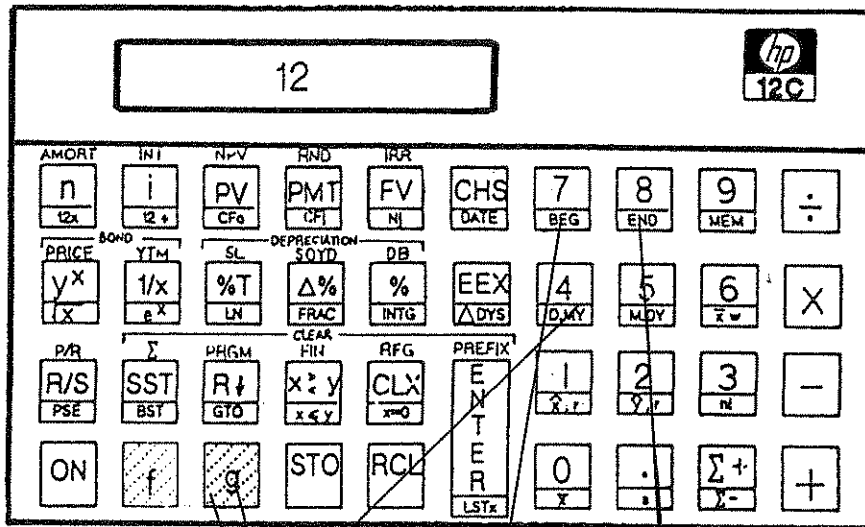 hp
12
12C
AMORT INT NPV RND IRR
n i PV PMT FV CHS 7 8 9 ÷
12x 12÷ CFo CFj Nj DATE BEG END MEM
BOND DEPRECIATION
PRICE YTM SL SOYD DB
yˣ 1/x %T Δ% % EEX 4 5 6 X
√x eˣ LN FRAC INTG ΔDYS D.MY M.DY x̄ w
CLEAR
P/R Σ PRGM FIN REG PREFIX
R/S SST R↓ x≷y CLX ENTER 1 2 3 −
PSE BST GTO x≤y x=0 x̂,r ŷ,r n!
ON f g STO RCL 0 . Σ+ +
LSTx x̄ s Σ-